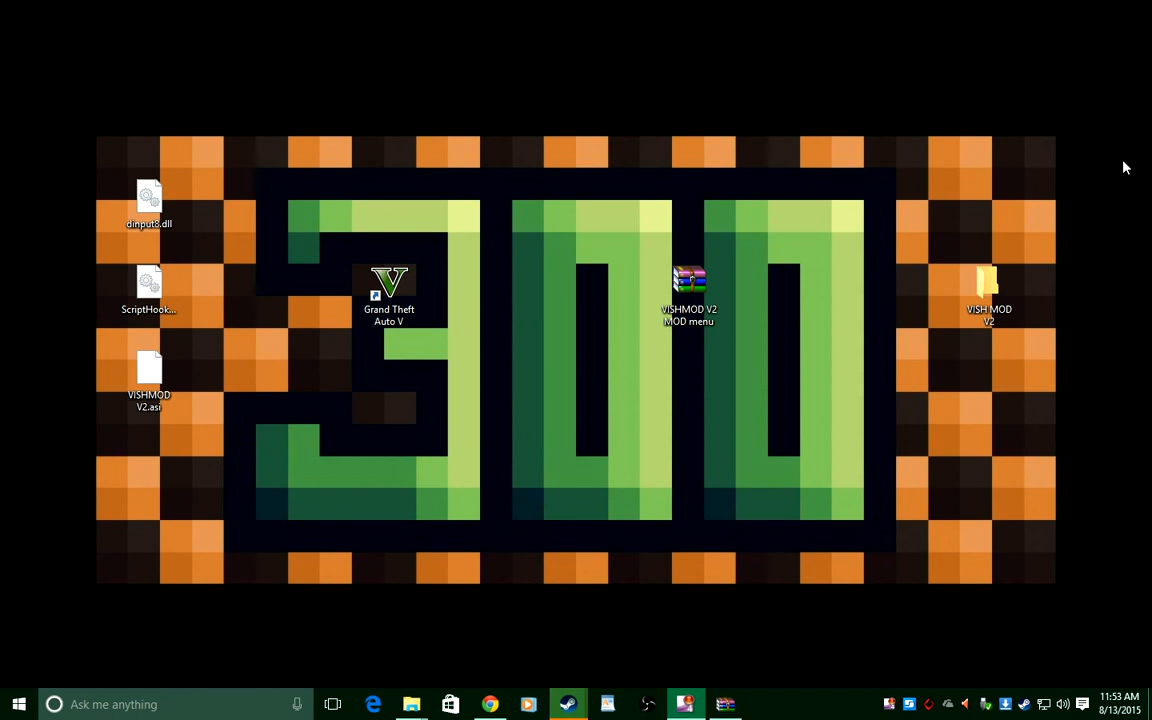 300
dinput8.dll
ScriptHook...
VISHMOD
V2.asi
V
Grand Theft
Auto V
VISHMOD V2
MOD menu
VISH MOD
V2
Ask me anything
11:53 AM
8/13/2015